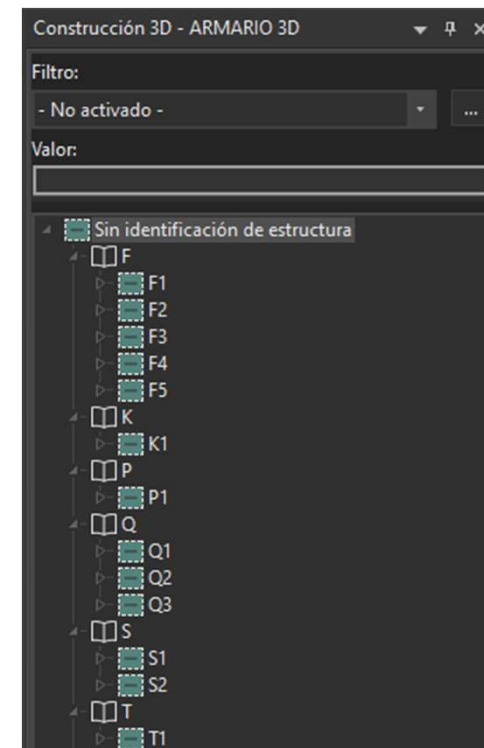 Construcción 3D - ARMARIO 3D
Filtro:
- No activado -
...
Valor:
Sin identificación de estructura
F
F1
F2
F3
F4
F5
K
K1
P
P1
Q
Q1
Q2
Q3
S
S1
S2
T
T1